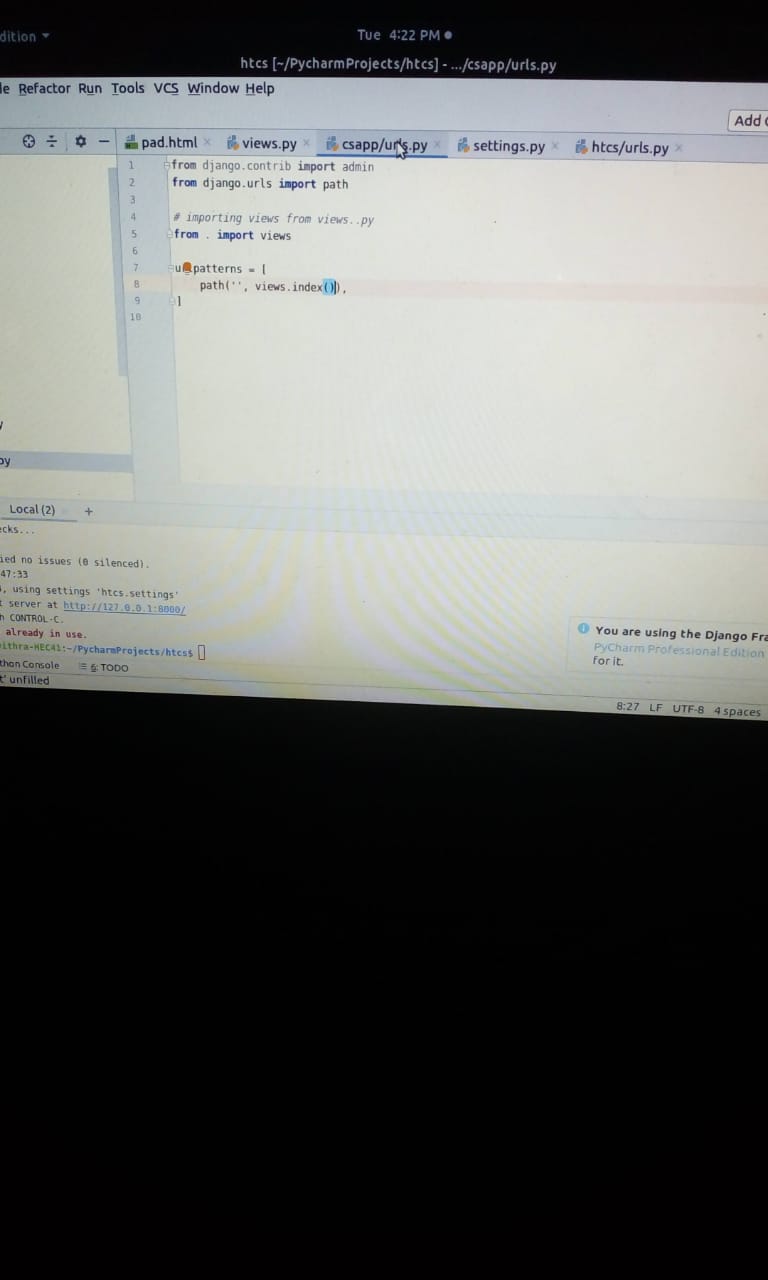 dition
Tue 4:22 PM
htcs [~/PycharmProjects/htcs] - .../csapp/urls.py
Refactor Run Tools VCS Window Help
Add
pad.html views.py csapp/urls.py settings.py htcs/urls.py
1 from django.contrib import admin
2 from django.urls import path
3
4 # importing views from views..py
5 from . import views
6
7 u patterns = [
8 path('', views.index()),
9 ]
10
py
Local (2) +
ecks...
ied no issues (0 silenced).
47:33
, using settings 'htcs.settings'
t server at http://127.0.0.1:8000/
h CONTROL-C.
already in use.
ithra-HEC41:~/PycharmProjects/htcs$
thon Console 6: TODO
t' unfilled
You are using the Django Fra
PyCharm Professional Edition
for it.
8:27 LF UTF-8 4 spaces